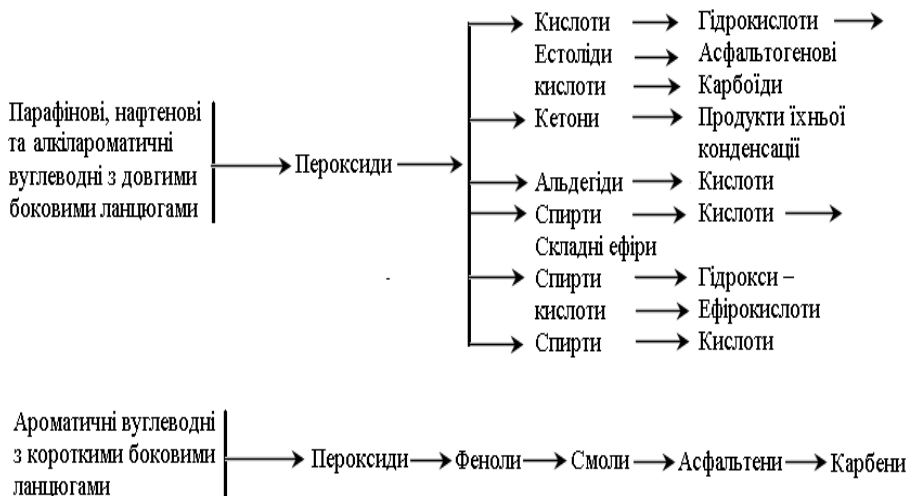 Парафінові, нафтенові
та алкілароматичні
вуглеводні з довгими
боковими ланцюгами
Пероксиди
Кислоти Гідрокислоти
Естоліди Асфальтогенові
кислоти Карбоїди
Кетони Продукти їхньої
конденсації
Альдегіди Кислоти
Спирти Кислоти
Складні ефіри
Спирти Гідрокси –
кислоти Ефірокислоти
Спирти Кислоти
Ароматичні вуглеводні
з короткими боковими
ланцюгами
Пероксиди Феноли Смоли Асфальтени Карбени